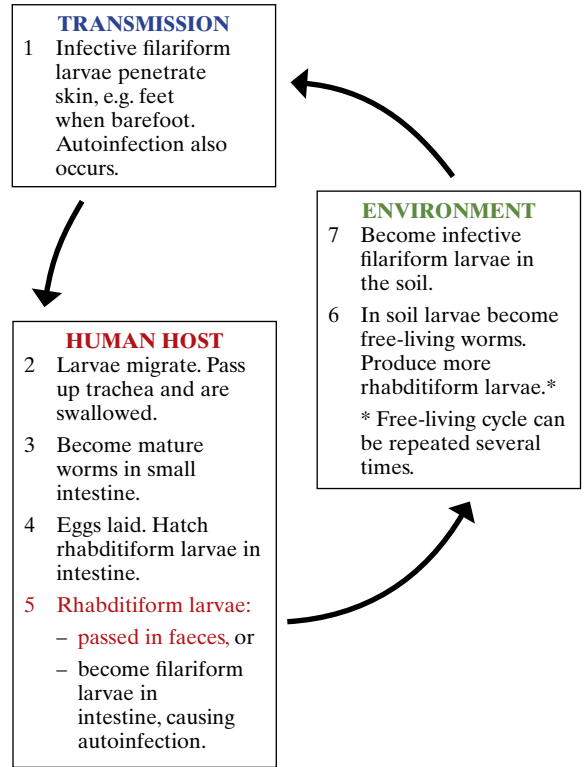 TRANSMISSION
1 Infective filariform
larvae penetrate
skin, e.g. feet
when barefoot.
Autoinfection also
occurs.
HUMAN HOST
2 Larvae migrate. Pass
up trachea and are
swallowed.
3 Become mature
worms in small
intestine.
4 Eggs laid. Hatch
rhabditiform larvae in
intestine.
5 Rhabditiform larvae:
– passed in faeces, or
– become filariform
larvae in
intestine, causing
autoinfection.
ENVIRONMENT
7 Become infective
filariform larvae in
the soil.
6 In soil larvae become
free-living worms.
Produce more
rhabditiform larvae.*
* Free-living cycle can
be repeated several
times.